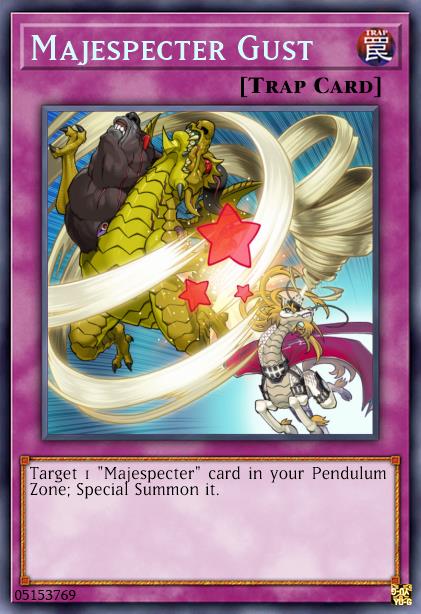 Majespecter Gust
TRAP
罠
[Trap Card]
Target 1 "Majespecter" card in your Pendulum
Zone; Special Summon it.
05153769